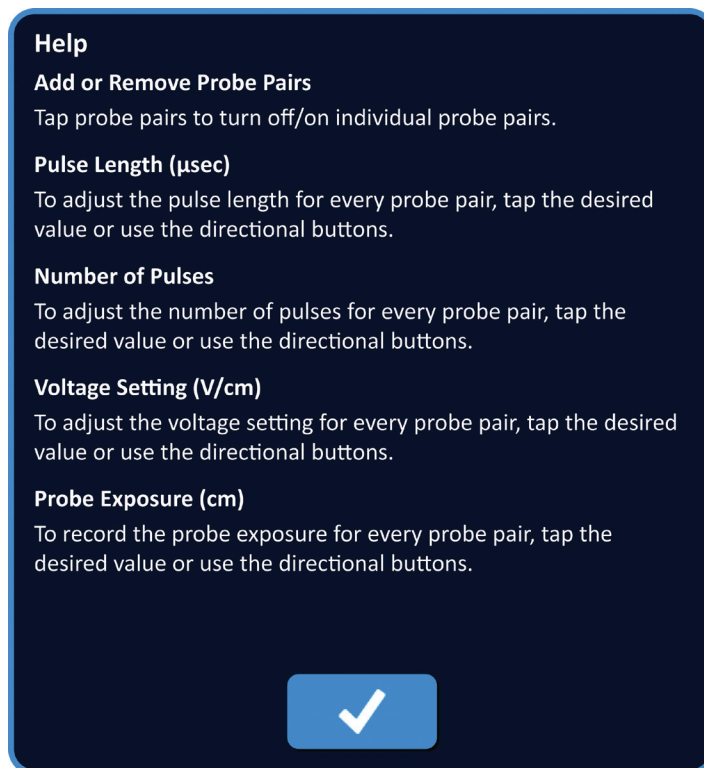 Help
Add or Remove Probe Pairs
Tap probe pairs to turn off/on individual probe pairs.
Pulse Length (μsec)
To adjust the pulse length for every probe pair, tap the desired
value or use the directional buttons.
Number of Pulses
To adjust the number of pulses for every probe pair, tap the
desired value or use the directional buttons.
Voltage Setting (V/cm)
To adjust the voltage setting for every probe pair, tap the desired
value or use the directional buttons.
Probe Exposure (cm)
To record the probe exposure for every probe pair, tap the
desired value or use the directional buttons.